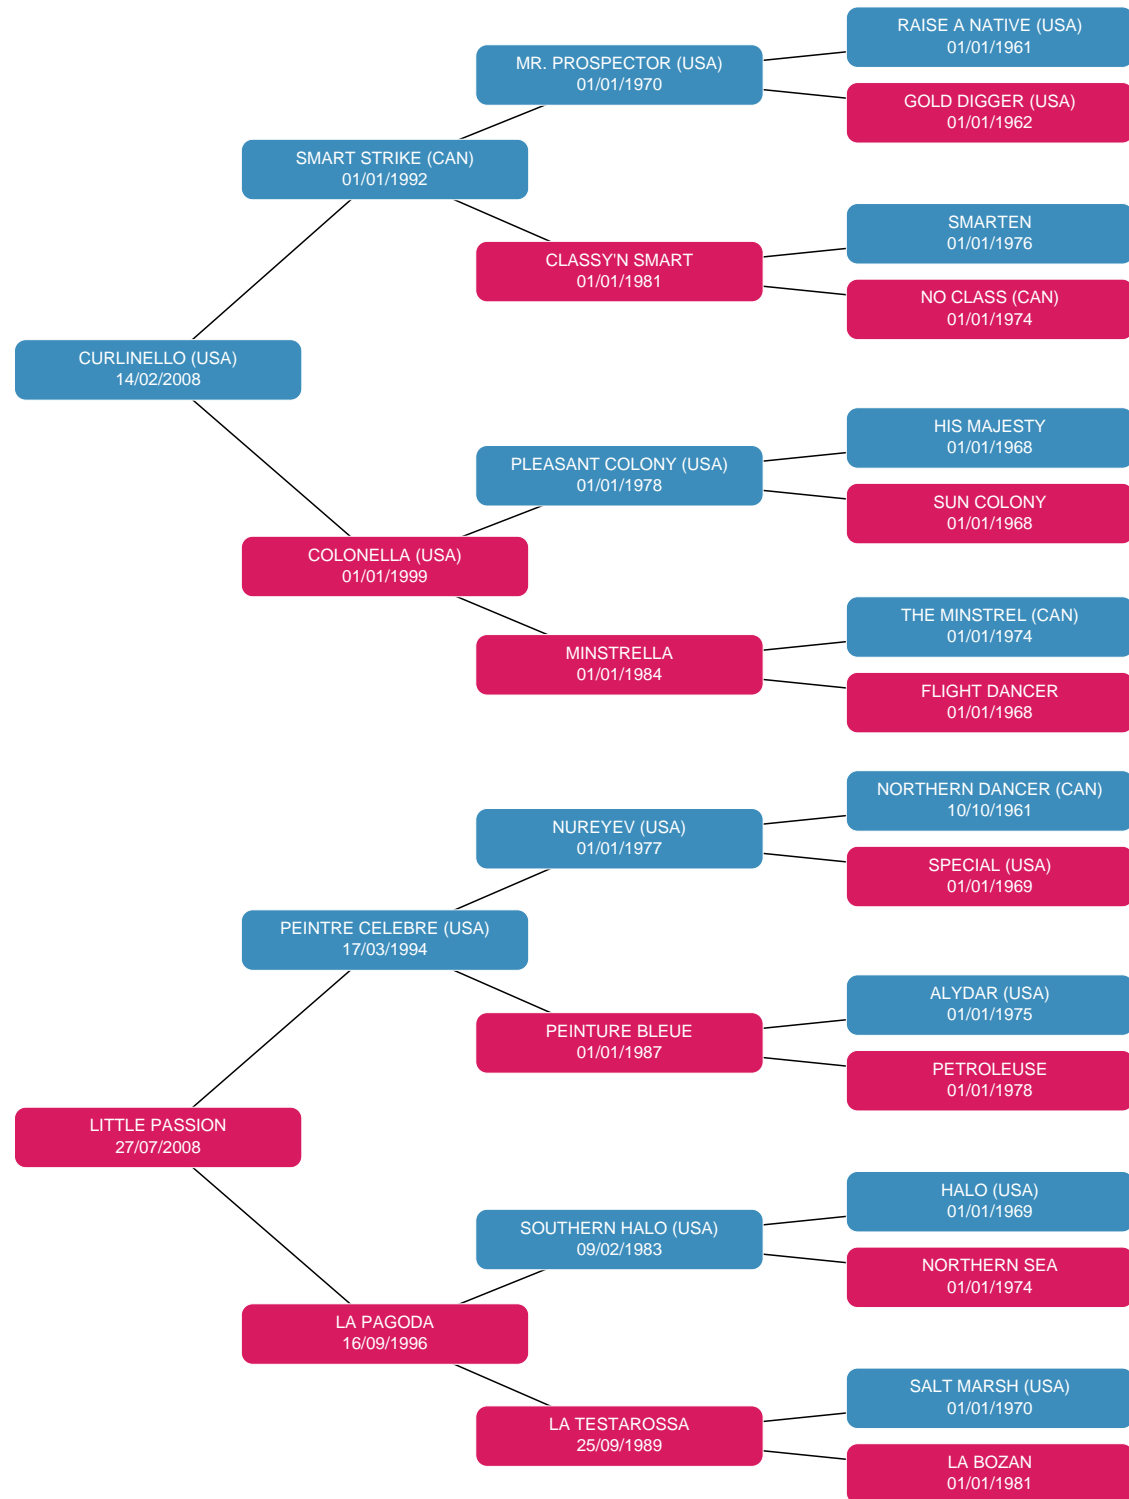 RAISE A NATIVE (USA)
01/01/1961
MR. PROSPECTOR (USA)
01/01/1970
GOLD DIGGER (USA)
01/01/1962
SMART STRIKE (CAN)
01/01/1992
SMARTEN
01/01/1976
CLASSY'N SMART
01/01/1981
NO CLASS (CAN)
01/01/1974
CURLINELLO (USA)
14/02/2008
HIS MAJESTY
01/01/1968
PLEASANT COLONY (USA)
01/01/1978
SUN COLONY
01/01/1968
COLONELLA (USA)
01/01/1999
THE MINSTREL (CAN)
01/01/1974
MINSTRELLA
01/01/1984
FLIGHT DANCER
01/01/1968
NORTHERN DANCER (CAN)
10/10/1961
NUREYEV (USA)
01/01/1977
SPECIAL (USA)
01/01/1969
PEINTRE CELEBRE (USA)
17/03/1994
ALYDAR (USA)
01/01/1975
PEINTURE BLEUE
01/01/1987
PETROLEUSE
01/01/1978
LITTLE PASSION
27/07/2008
HALO (USA)
01/01/1969
SOUTHERN HALO (USA)
09/02/1983
NORTHERN SEA
01/01/1974
LA PAGODA
16/09/1996
SALT MARSH (USA)
01/01/1970
LA TESTAROSSA
25/09/1989
LA BOZAN
01/01/1981